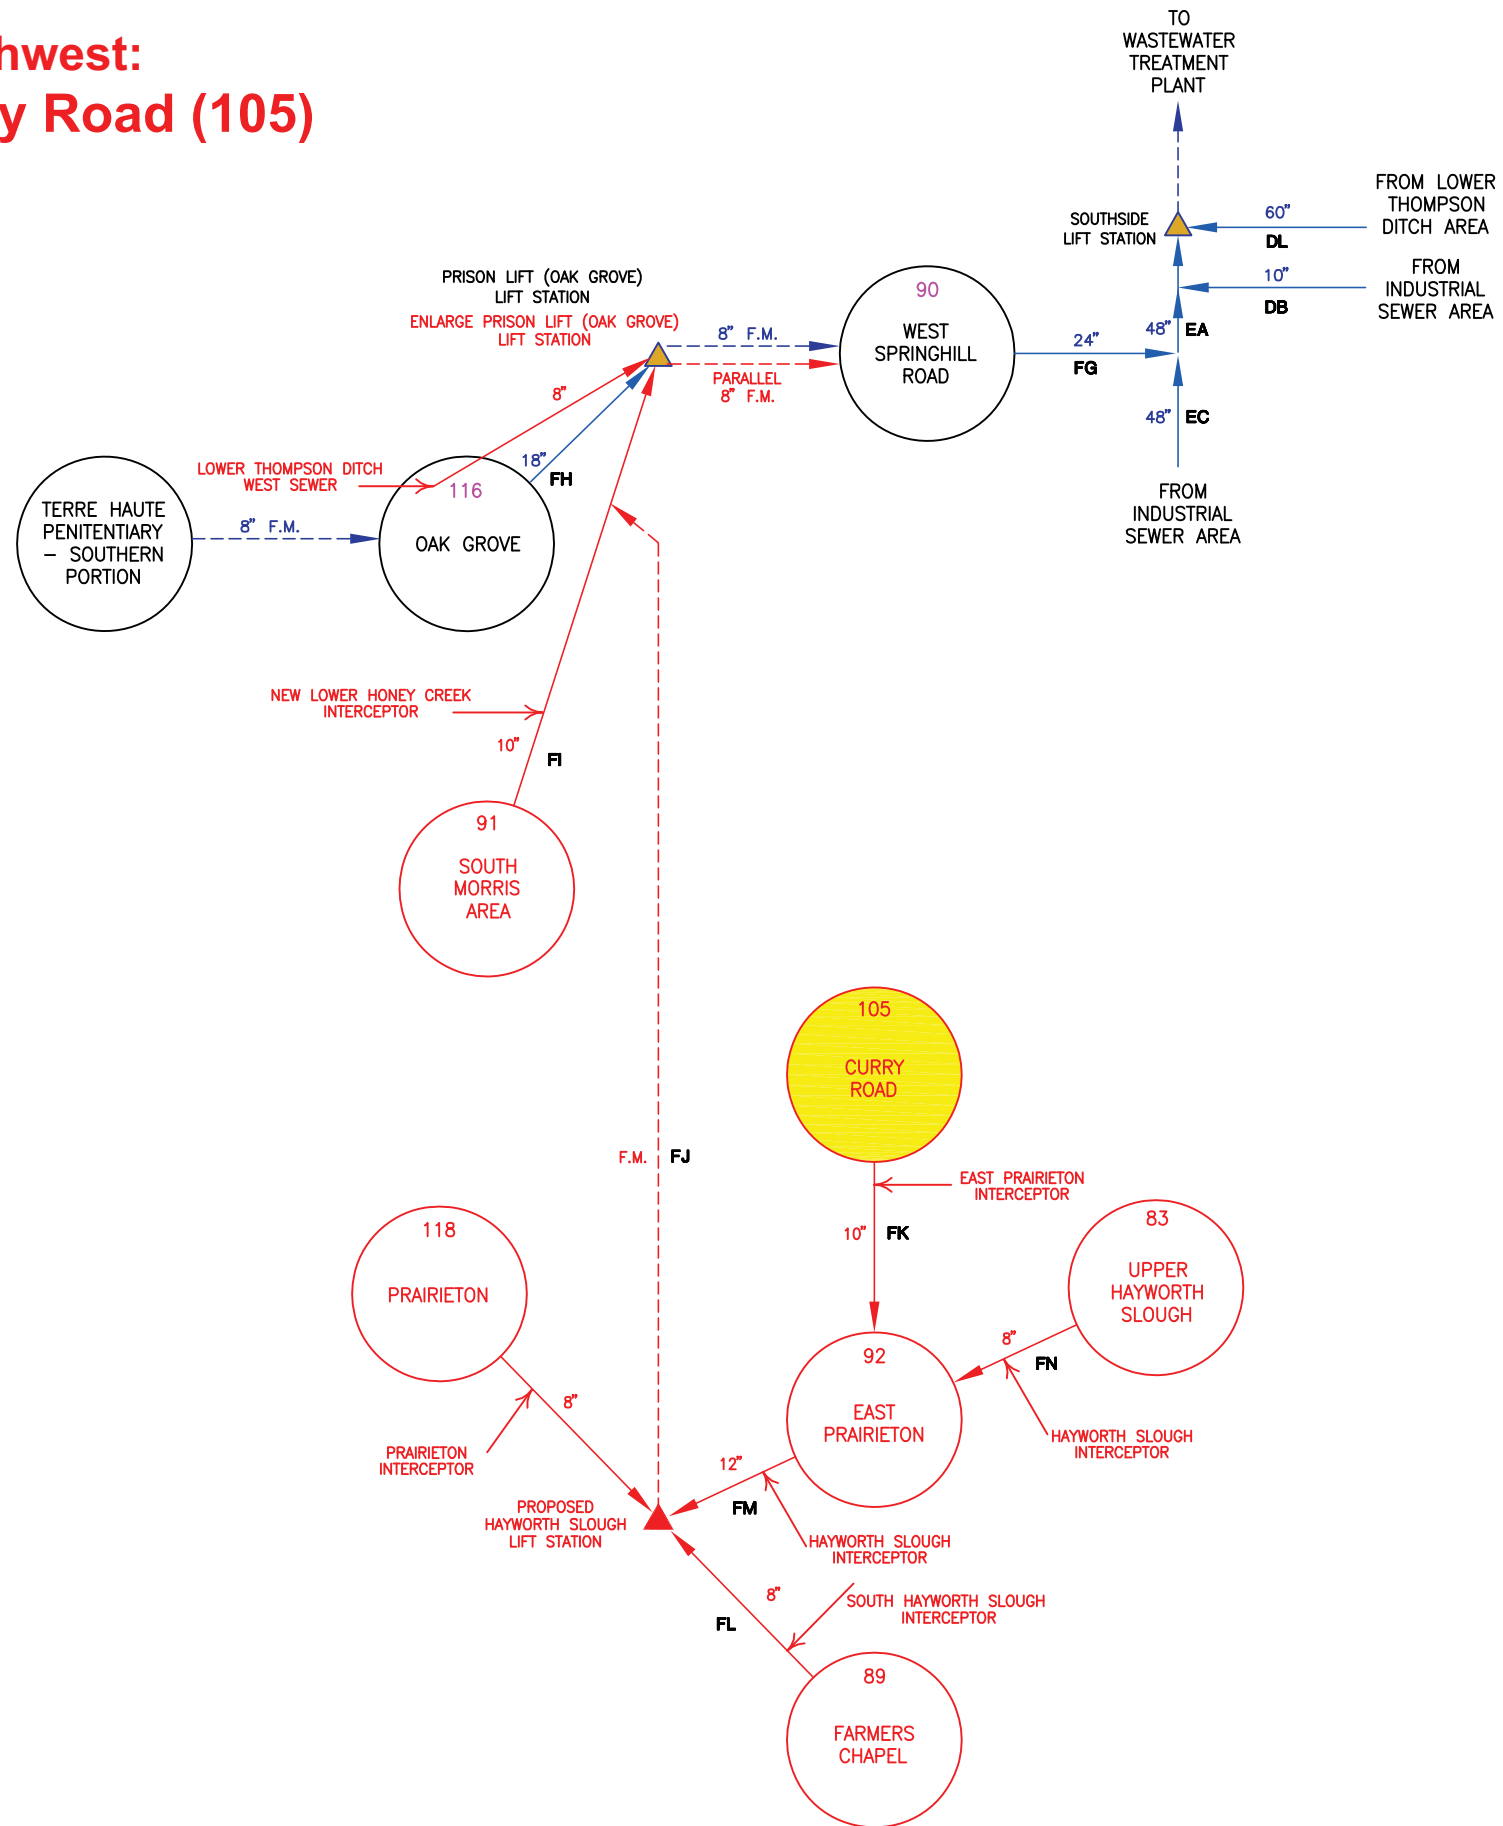 hwest:
y Road (105)
TO
WASTEWATER
TREATMENT
PLANT
FROM LOWER
THOMPSON
DITCH AREA
60”
DL
SOUTHSIDE
LIFT STATION
FROM
INDUSTRIAL
SEWER AREA
10”
DB
48” EA
24”
FG
48” EC
FROM
INDUSTRIAL
SEWER AREA
PRISON LIFT (OAK GROVE)
LIFT STATION
ENLARGE PRISON LIFT (OAK GROVE)
LIFT STATION
8” F.M.
PARALLEL
8” F.M.
90
WEST
SPRINGHILL
ROAD
8”
LOWER THOMPSON DITCH
WEST SEWER
18”
FH
116
OAK GROVE
TERRE HAUTE
PENITENTIARY
– SOUTHERN
PORTION
8” F.M.
NEW LOWER HONEY CREEK
INTERCEPTOR
10”
FI
91
SOUTH
MORRIS
AREA
105
CURRY
ROAD
F.M. FJ
EAST PRAIRIETON
INTERCEPTOR
10” FK
118
PRAIRIETON
83
UPPER
HAYWORTH
SLOUGH
8”
FN
HAYWORTH SLOUGH
INTERCEPTOR
92
EAST
PRAIRIETON
8”
PRAIRIETON
INTERCEPTOR
12”
FM
PROPOSED
HAYWORTH SLOUGH
LIFT STATION
HAYWORTH SLOUGH
INTERCEPTOR
8”
FL
SOUTH HAYWORTH SLOUGH
INTERCEPTOR
89
FARMERS
CHAPEL